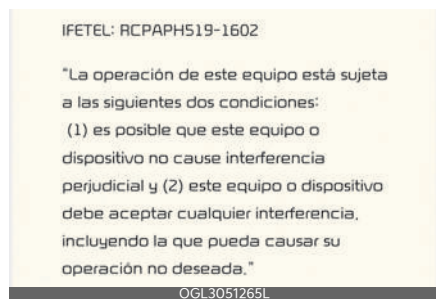 IFETEL: RCPAPH519-1602
"La operación de este equipo está sujeta
a las siguientes dos condiciones:
(1) es posible que este equipo o
dispositivo no cause interferencia
perjudicial y (2) este equipo o dispositivo
debe aceptar cualquier interferencia,
incluyendo la que pueda causar su
operación no deseada."
OGL3051265L